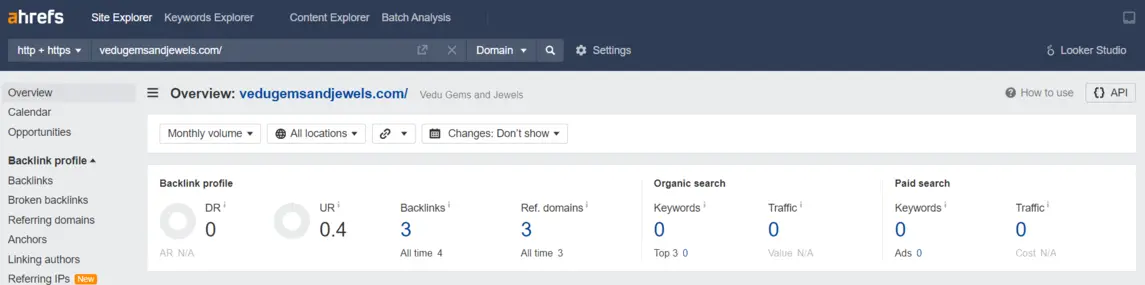 ahrefs Site Explorer Keywords Explorer Content Explorer Batch Analysis
http + https vedugemsandjewels.com/ Domain Settings Looker Studio
Overview
Calendar
Opportunities
Backlink profile
Backlinks
Broken backlinks
Referring domains
Anchors
Linking authors
Referring IPs New
Overview: vedugemsandjewels.com/ Vedu Gems and Jewels How to use {} API
Monthly volume All locations Changes: Don't show
Backlink profile
DR i UR i Backlinks i Ref. domains i
0 0.4 3 3
AR N/A All time 4 All time 3
Organic search
Keywords i Traffic i
0 0
Top 3 0 Value N/A
Paid search
Keywords i Traffic i
0 0
Ads 0 Cost N/A